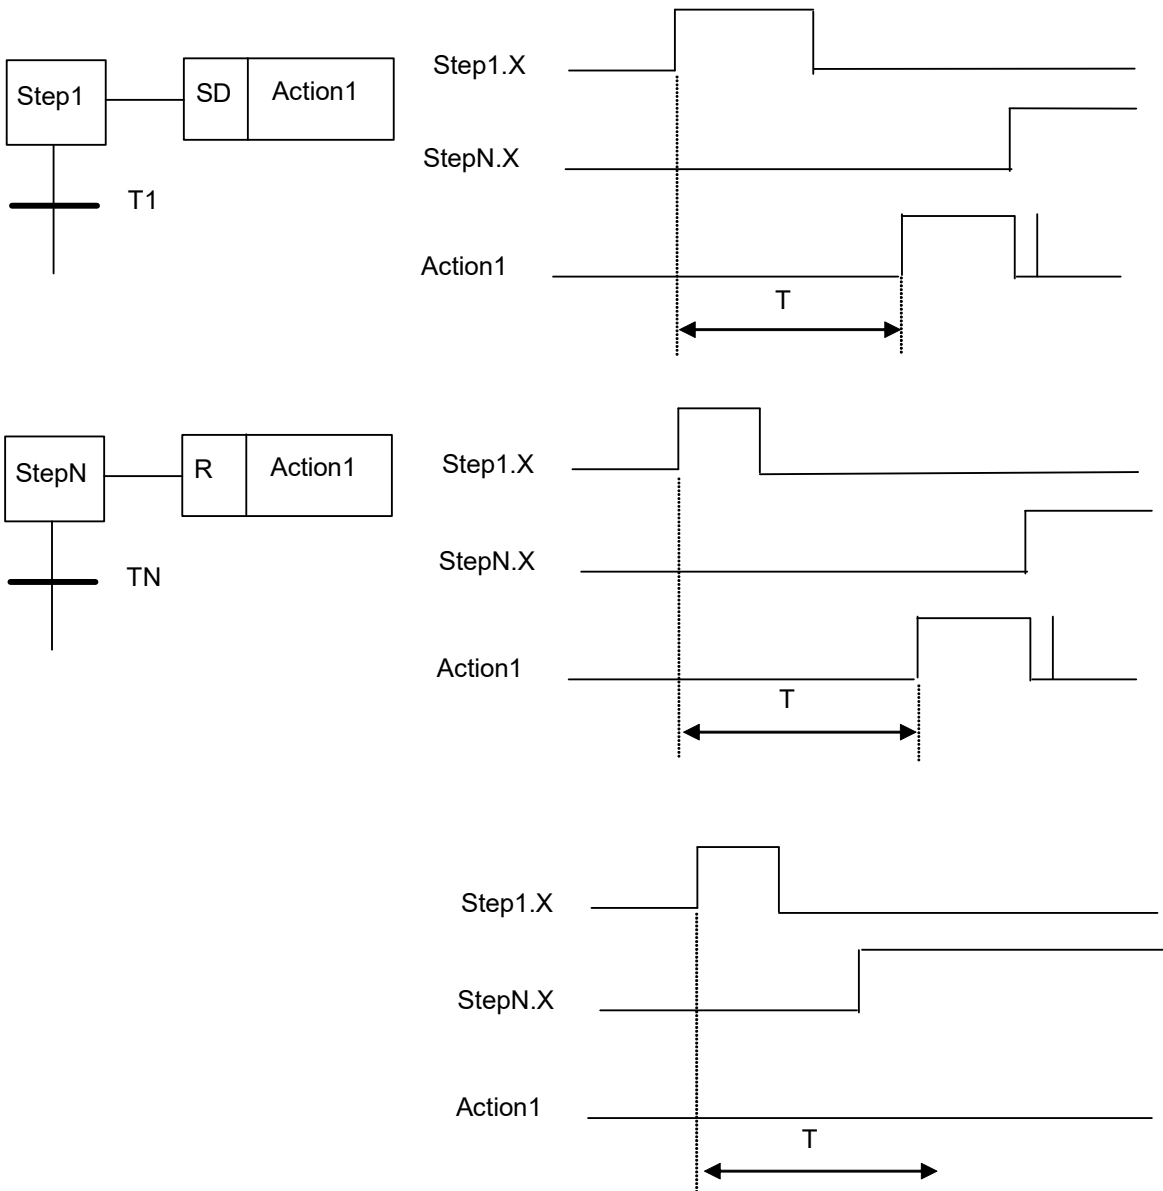 Step1
SD
Action1
T1
Step1.X
StepN.X
Action1
T
StepN
R
Action1
TN
Step1.X
StepN.X
Action1
T
Step1.X
StepN.X
Action1
T